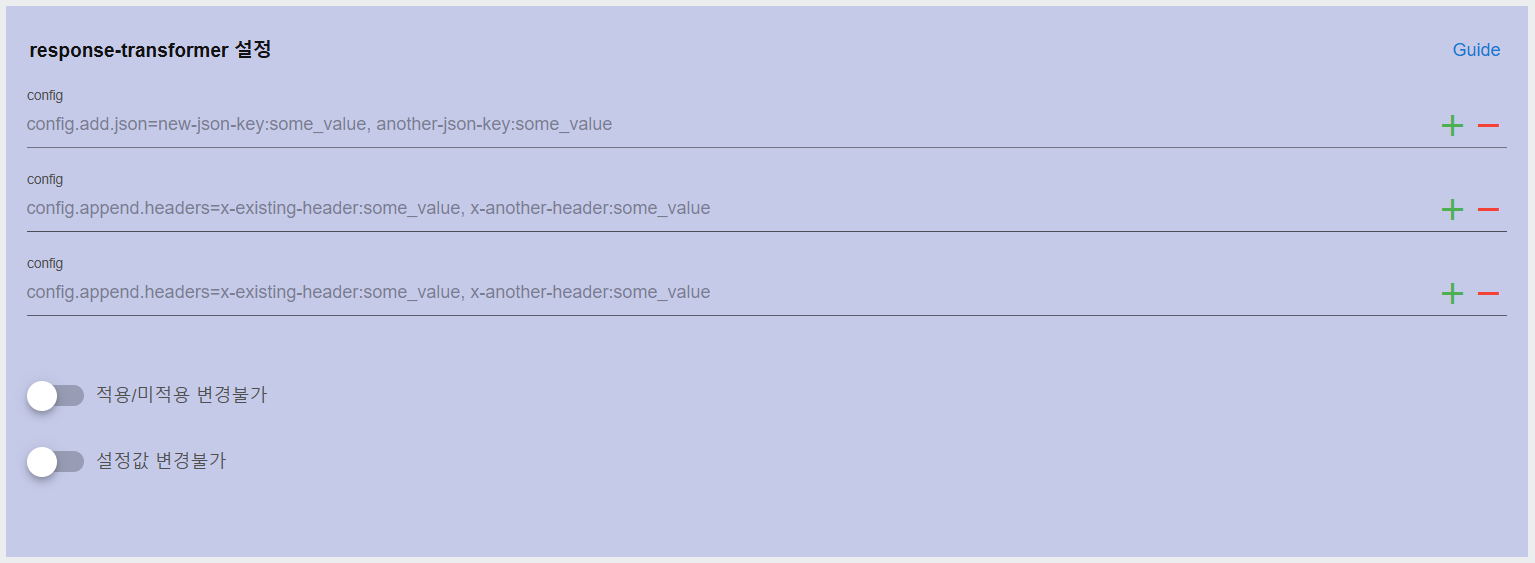 response-transformer 설정
Guide
config
config.add.json=new-json-key:some_value, another-json-key:some_value
config
config.append.headers=x-existing-header:some_value, x-another-header:some_value
config
config.append.headers=x-existing-header:some_value, x-another-header:some_value
적용/미적용 변경불가
설정값 변경불가